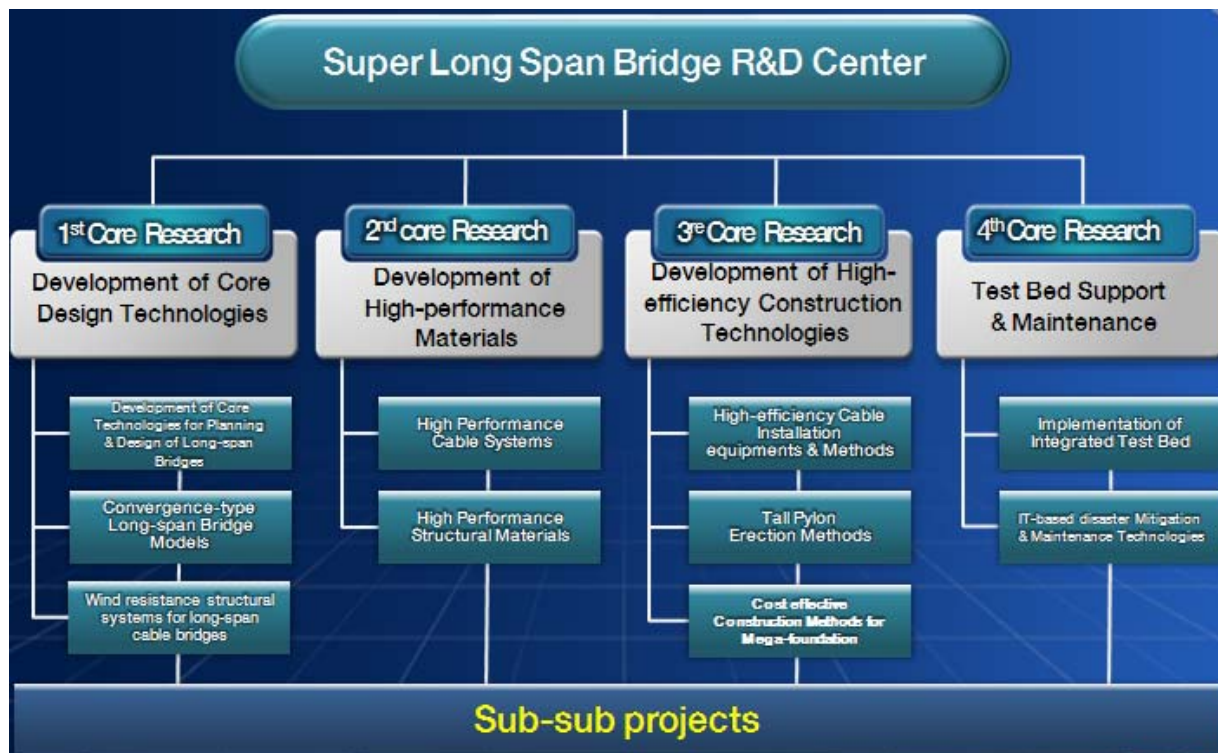 Super Long Span Bridge R&D Center
1st Core Research
Development of Core
Design Technologies
Development of Core
Technologies for Planning
& Design of Long-span
Bridges
Convergence-type
Long-span Bridge
Models
Wind resistance structural
systems for long-span
cable bridges
2nd core Research
Development of
High-performance
Materials
High Performance
Cable Systems
High Performance
Structural Materials
3re Core Research
Development of High-
efficiency Construction
Technologies
High-efficiency Cable
Installation
equipments & Methods
Tall Pylon
Erection Methods
Cost effective
Construction Methods for
Mega-foundation
4th Core Research
Test Bed Support
& Maintenance
Implementation of
Integrated Test Bed
IT-based disaster Mitigation
& Maintenance Technologies
Sub-sub projects